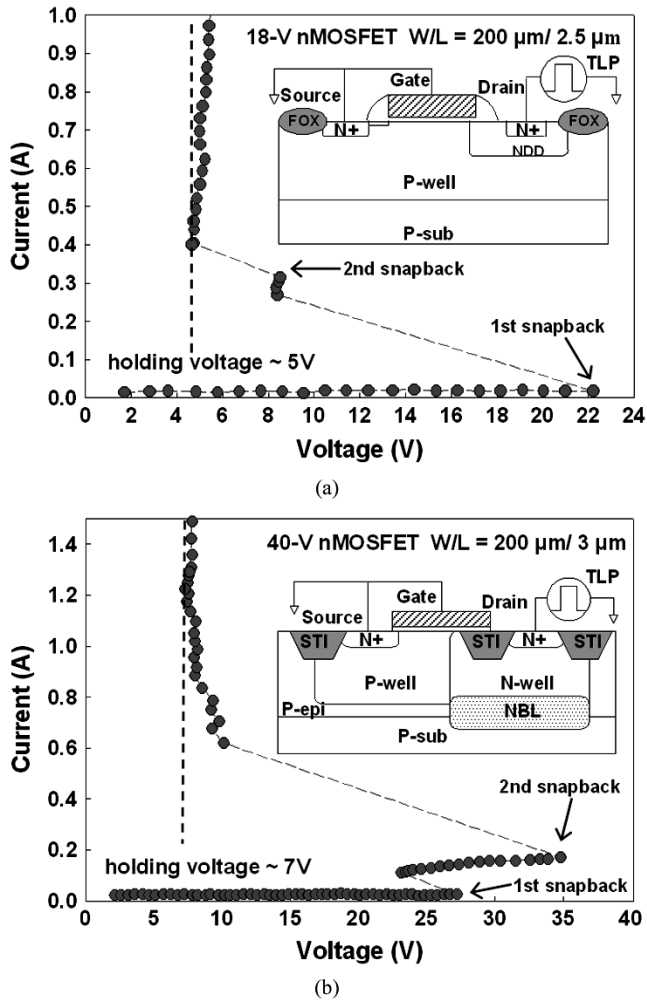 18-V nMOSFET W/L = 200 µm/ 2.5 µm
TLP
Gate
Source
Drain
FOX
N+
N+
FOX
NDD
P-well
P-sub
2nd snapback
1st snapback
holding voltage ~ 5V
Current (A)
1.0
0.9
0.8
0.7
0.6
0.5
0.4
0.3
0.2
0.1
0.0
0 2 4 6 8 10 12 14 16 18 20 22 24
Voltage (V)
(a)
40-V nMOSFET W/L = 200 µm/ 3 µm
TLP
Gate
Source
Drain
STI
N+
STI
N+
STI
P-well
N-well
P-epi
NBL
P-sub
2nd snapback
1st snapback
holding voltage ~ 7V
Current (A)
1.4
1.2
1.0
0.8
0.6
0.4
0.2
0.0
0 5 10 15 20 25 30 35 40
Voltage (V)
(b)